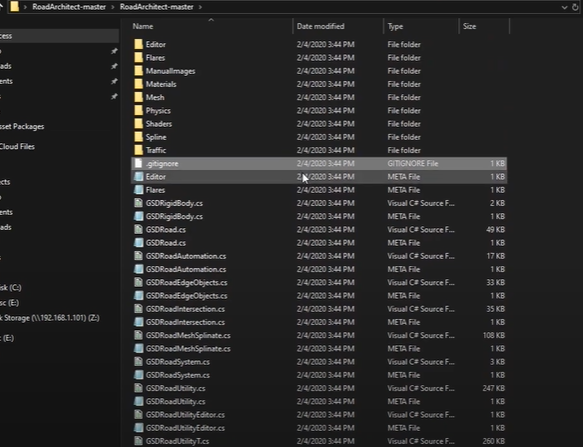 RoadArchitect-master > RoadArchitect-master >
Name Date modified Type Size
Editor 2/4/2020 3:44 PM File folder
Flares 2/4/2020 3:44 PM File folder
ManualImages 2/4/2020 3:44 PM File folder
Materials 2/4/2020 3:44 PM File folder
Mesh 2/4/2020 3:44 PM File folder
Physics 2/4/2020 3:44 PM File folder
Shaders 2/4/2020 3:44 PM File folder
Spline 2/4/2020 3:44 PM File folder
Traffic 2/4/2020 3:44 PM File folder
.gitignore 2/4/2020 3:44 PM GITIGNORE File 1 KB
Editor 2/4/2020 3:44 PM META File 1 KB
Flares 2/4/2020 3:44 PM META File 1 KB
GSDRigidBody.cs 2/4/2020 3:44 PM Visual C# Source F... 2 KB
GSDRigidBody.cs 2/4/2020 3:44 PM META File 1 KB
GSDRoad.cs 2/4/2020 3:44 PM Visual C# Source F... 49 KB
GSDRoad.cs 2/4/2020 3:44 PM META File 1 KB
GSDRoadAutomation.cs 2/4/2020 3:44 PM Visual C# Source F... 17 KB
GSDRoadAutomation.cs 2/4/2020 3:44 PM META File 1 KB
GSDRoadEdgeObjects.cs 2/4/2020 3:44 PM Visual C# Source F... 33 KB
GSDRoadEdgeObjects.cs 2/4/2020 3:44 PM META File 1 KB
GSDRoadIntersection.cs 2/4/2020 3:44 PM Visual C# Source F... 35 KB
GSDRoadIntersection.cs 2/4/2020 3:44 PM META File 1 KB
GSDRoadMeshSplinate.cs 2/4/2020 3:44 PM Visual C# Source F... 108 KB
GSDRoadMeshSplinate.cs 2/4/2020 3:44 PM META File 1 KB
GSDRoadSystem.cs 2/4/2020 3:44 PM Visual C# Source F... 3 KB
GSDRoadSystem.cs 2/4/2020 3:44 PM META File 1 KB
GSDRoadUtility.cs 2/4/2020 3:44 PM Visual C# Source F... 247 KB
GSDRoadUtility.cs 2/4/2020 3:44 PM META File 1 KB
GSDRoadUtilityEditor.cs 2/4/2020 3:44 PM Visual C# Source F... 1 KB
GSDRoadUtilityEditor.cs 2/4/2020 3:44 PM META File 1 KB
GSDRoadUtilityT.cs 2/4/2020 3:44 PM Visual C# Source F... 260 KB
cess
ads
ents
sset Packages
Cloud Files
cts
ents
ads
sk (C:)
sc (E:)
k Storage (\\192.168.1.101) (Z:)
(E:)